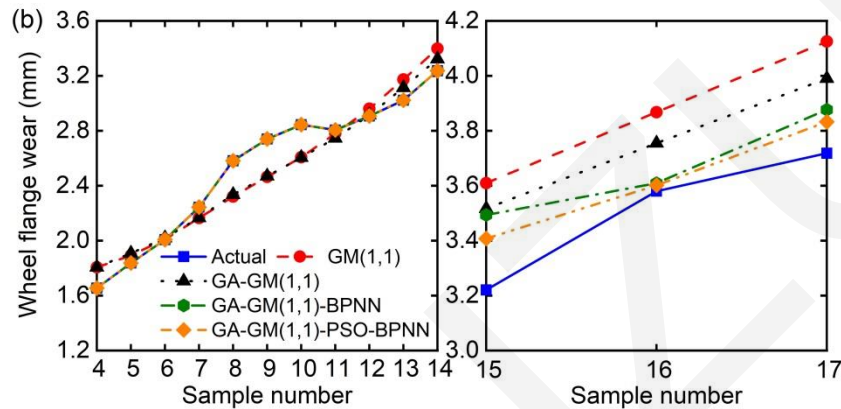 (b)
Wheel flange wear (mm)
3.6
3.2
2.8
2.4
2.0
1.6
1.2
Actual
GM(1,1)
GA-GM(1,1)
GA-GM(1,1)-BPNN
GA-GM(1,1)-PSO-BPNN
4 5 6 7 8 9 10 11 12 13 14
Sample number
4.2
4.0
3.8
3.6
3.4
3.2
3.0
15 16 17
Sample number